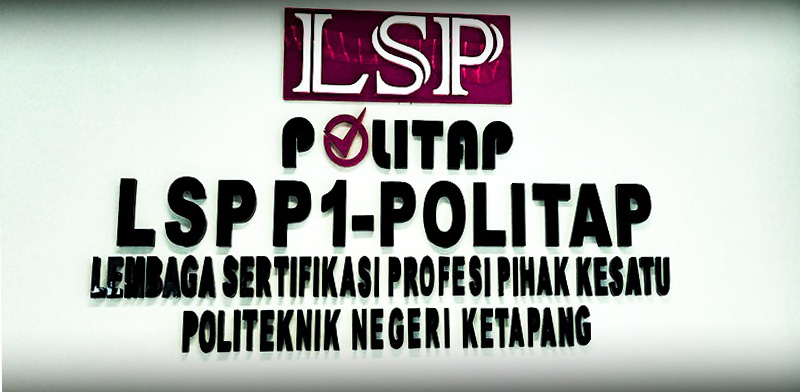 LSP
POLITAP
LSP P1-POLITAP
LEMBAGA SERTIFIKASI PROFESI PIHAK KESATU
POLITEKNIK NEGERI KETAPANG